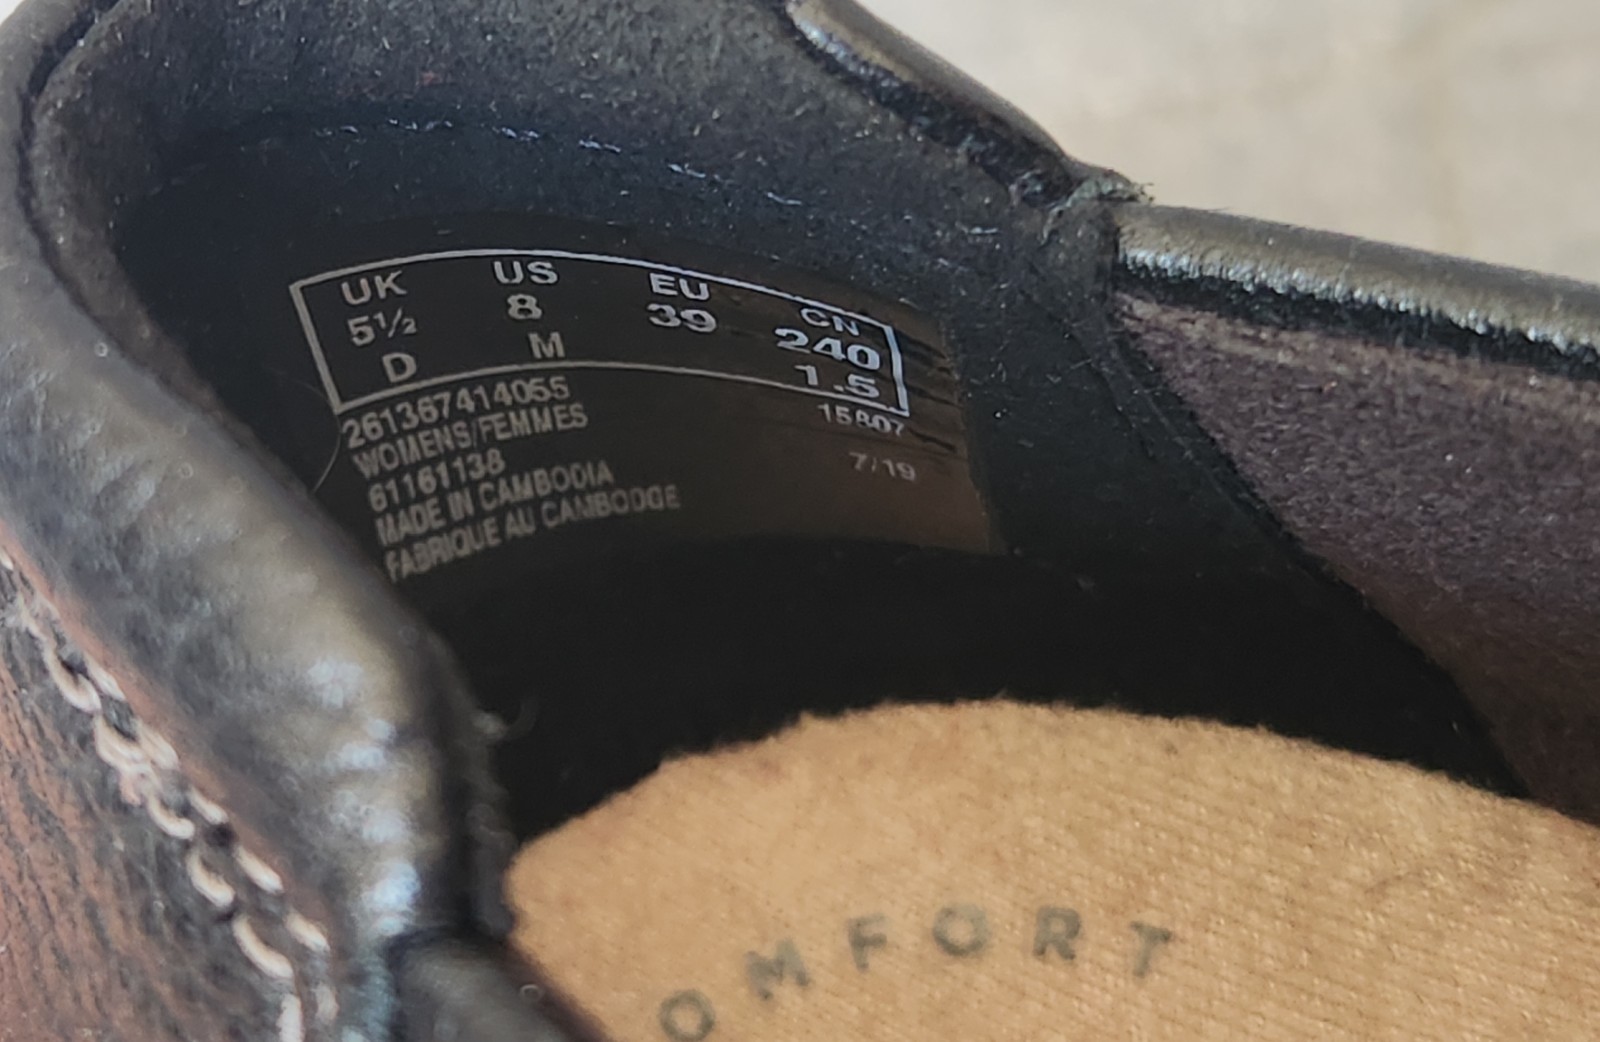 UK US EU CN
5½ 8 39 240
D M 1.5
261367414055
15807
WOMENS/FEMMES
7/19
61161138
MADE IN CAMBODIA
FABRIQUE AU CAMBODGE
OMFORT